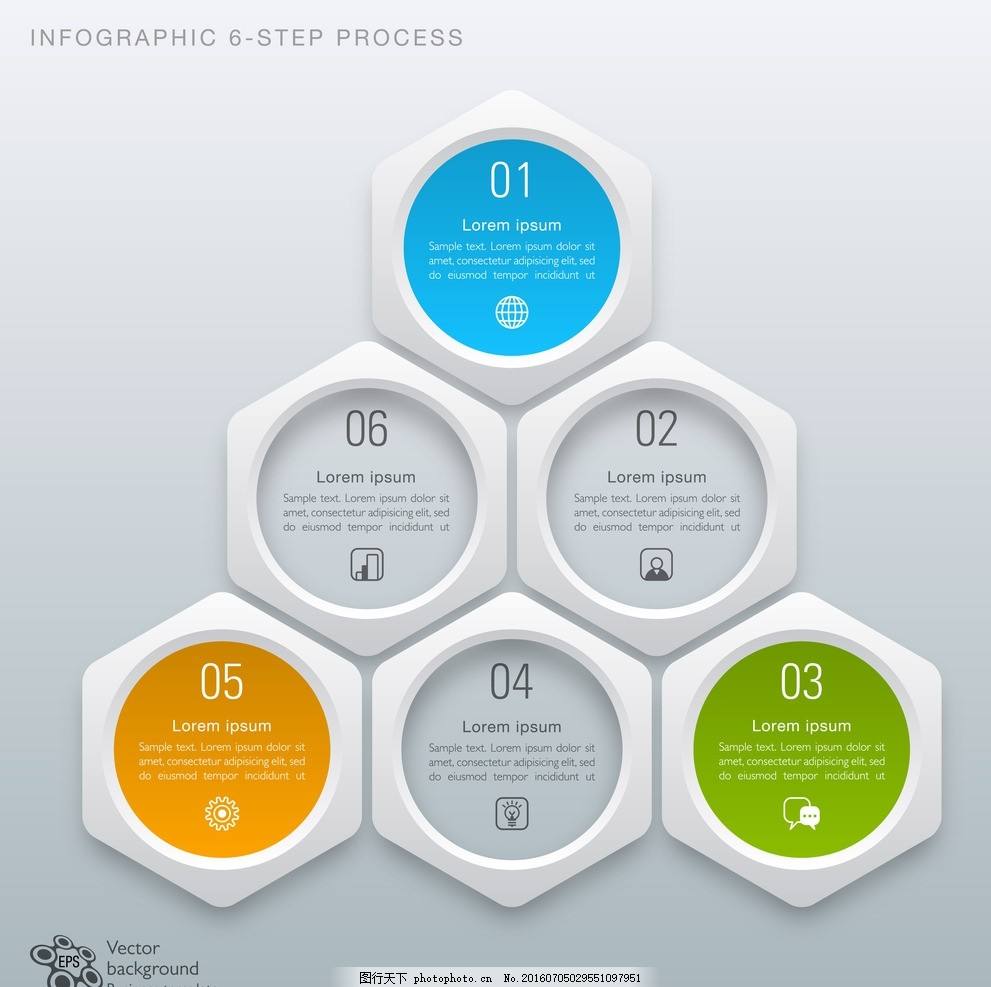 INFOGRAPHIC 6-STEP PROCESS
01
Lorem ipsum
Sample text. Lorem ipsum dolor sit
amet, consectetur adipisicing elit, sed
do eiusmod tempor incididunt ut
06
Lorem ipsum
Sample text. Lorem ipsum dolor sit
amet, consectetur adipisicing elit, sed
do eiusmod tempor incididunt ut
02
Lorem ipsum
Sample text. Lorem ipsum dolor sit
amet, consectetur adipisicing elit, sed
do eiusmod tempor incididunt ut
05
Lorem ipsum
Sample text. Lorem ipsum dolor sit
amet, consectetur adipisicing elit, sed
do eiusmod tempor incididunt ut
04
Lorem ipsum
Sample text. Lorem ipsum dolor sit
amet, consectetur adipisicing elit, sed
do eiusmod tempor incididunt ut
03
Lorem ipsum
Sample text. Lorem ipsum dolor sit
amet, consectetur adipisicing elit, sed
do eiusmod tempor incididunt ut
EPS
Vector
background
图行天下 photophoto.cn No.20160705029551097951